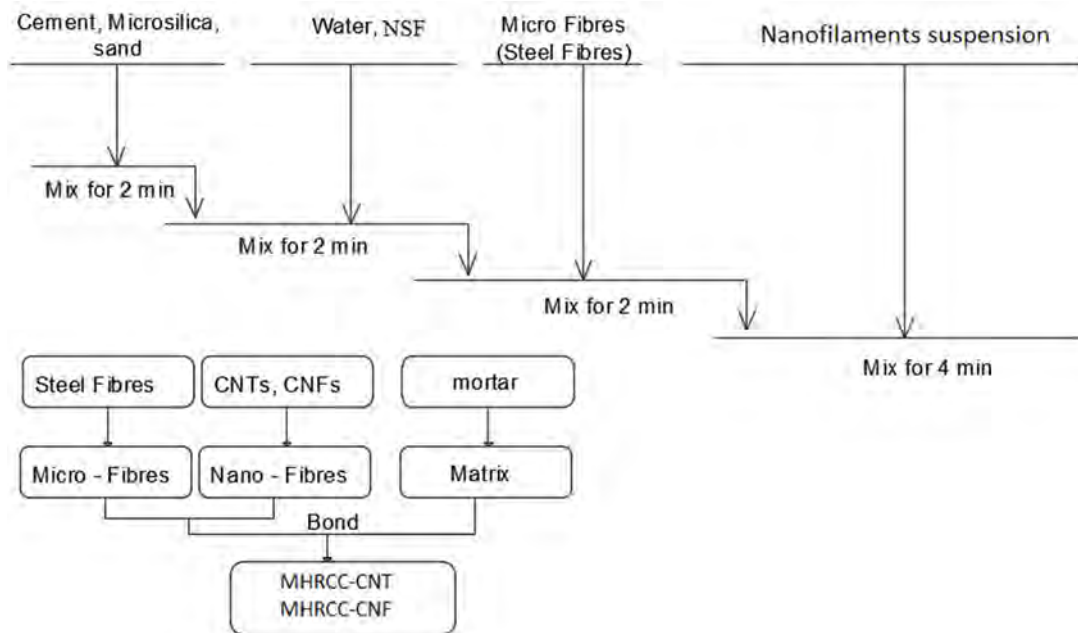 Cement, Microsilica,
sand
Water, NSF
Micro Fibres
(Steel Fibres)
Nanofilaments suspension
Mix for 2 min
Mix for 2 min
Mix for 2 min
Mix for 4 min
Steel Fibres
CNTs, CNFs
mortar
Micro - Fibres
Nano - Fibres
Matrix
Bond
MHRCC-CNT
MHRCC-CNF